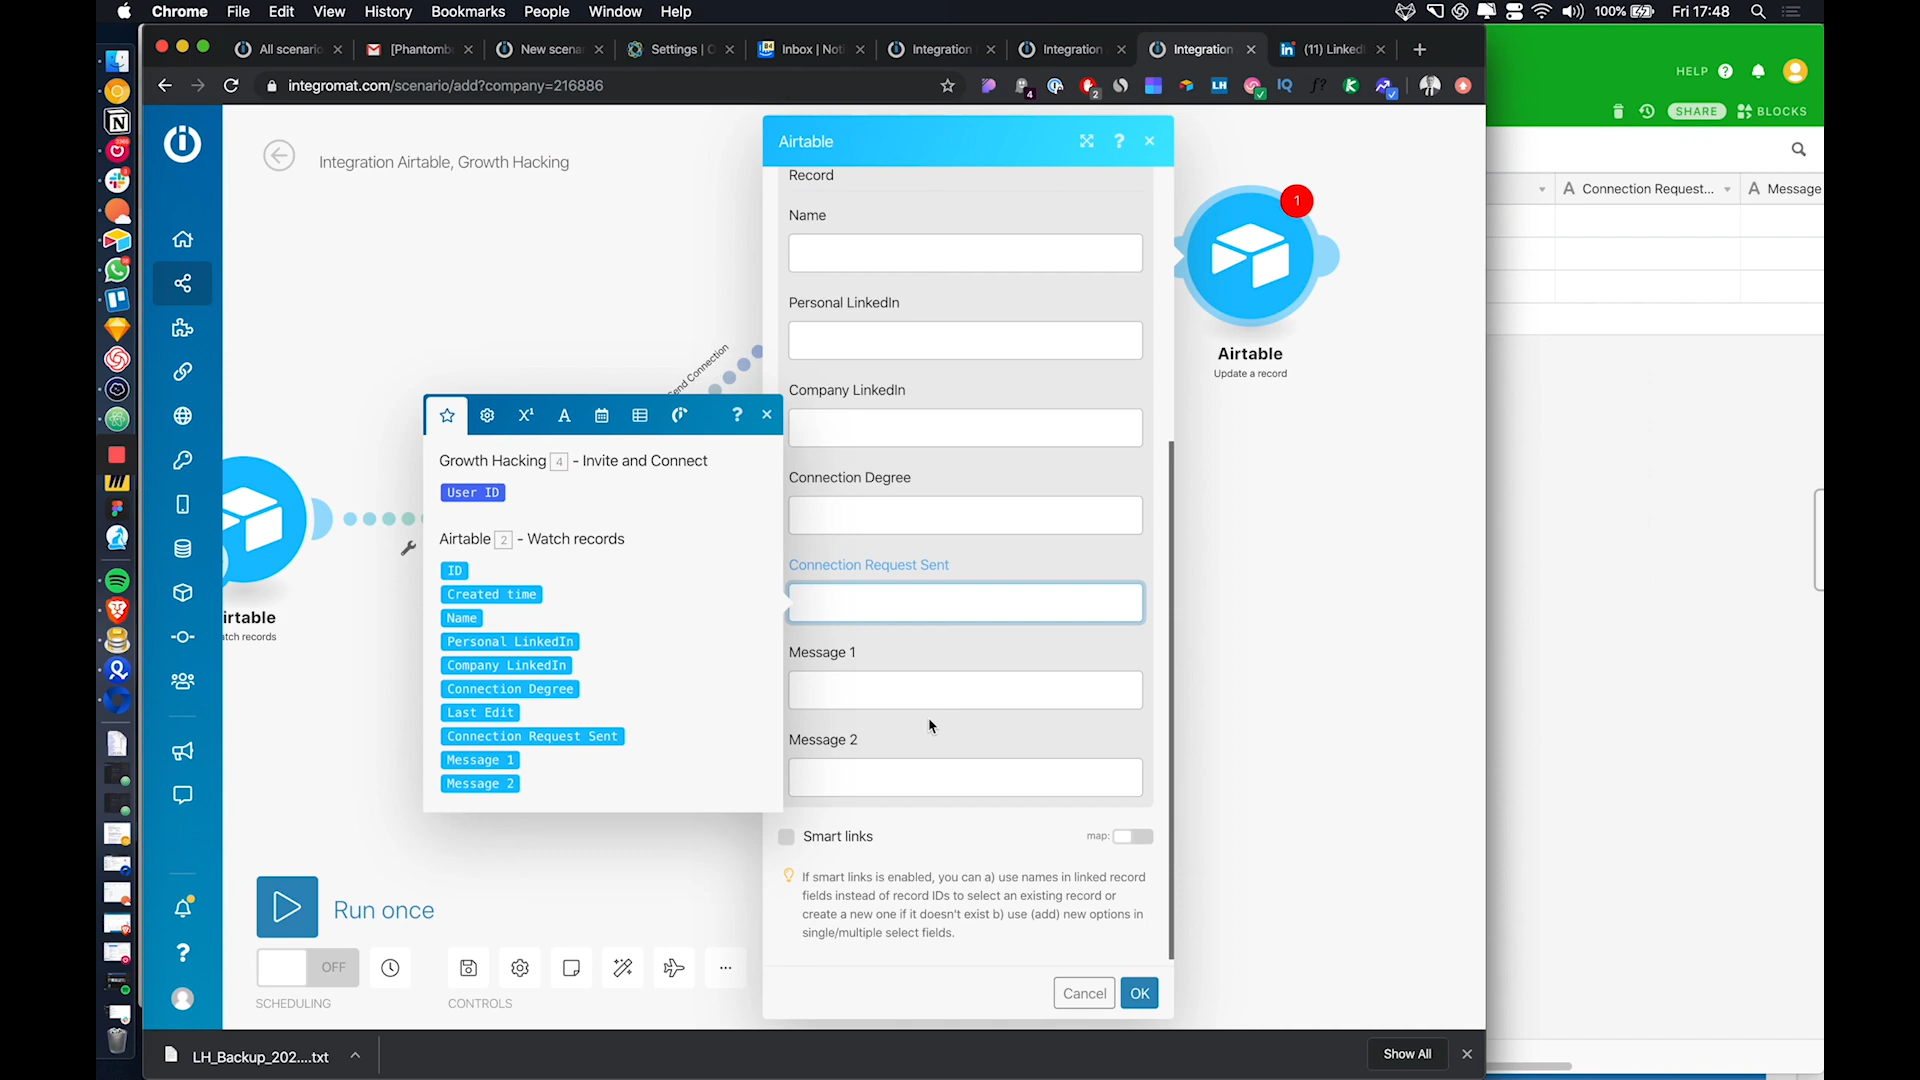 Chrome File Edit View History Bookmarks People Window Help
100% Fri 17:48
All scenario
[Phantomb
New scena
Settings | C
Inbox | Not
Integration
Integration
Integration
(11) Linked
integromat.com/scenario/add?company=216886
HELP
SHARE
BLOCKS
Connection Request...
Message
Integration Airtable, Growth Hacking
Airtable
Record
Name
Personal LinkedIn
Company LinkedIn
Connection Degree
Connection Request Sent
Message 1
Message 2
Smart links
map:
If smart links is enabled, you can a) use names in linked record
fields instead of record IDs to select an existing record or
create a new one if it doesn't exist b) use (add) new options in
single/multiple select fields.
Cancel
OK
1
Airtable
Update a record
end Connection
Growth Hacking 4 - Invite and Connect
User ID
Airtable 2 - Watch records
ID
Created time
Name
Personal LinkedIn
Company LinkedIn
Connection Degree
Last Edit
Connection Request Sent
Message 1
Message 2
irtable
tch records
Run once
OFF
SCHEDULING
CONTROLS
LH_Backup_202....txt
Show All